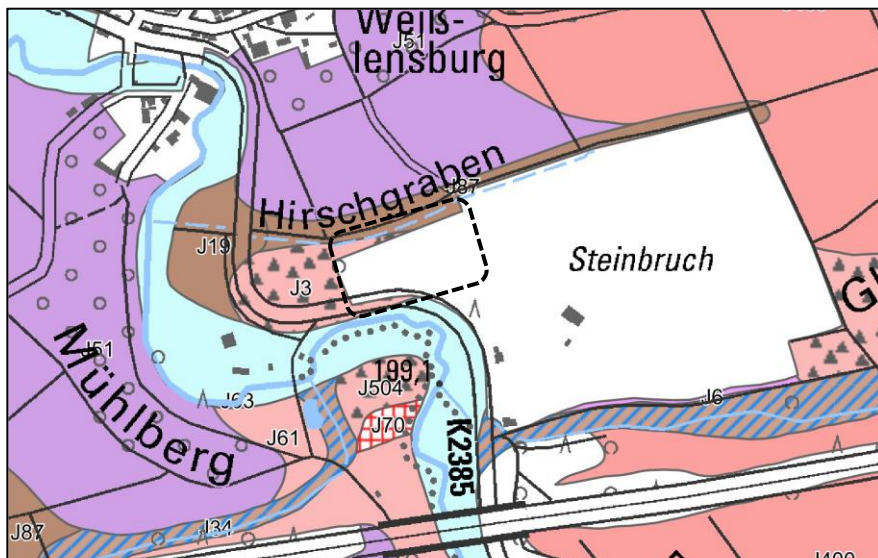 Weiß-
lensburg
J51
Hirschgraben
J87
J19
J3
Steinbruch
Mühlberg
J51
J63
199,1
J504
J70
J61
K2385
J6
J34
J87